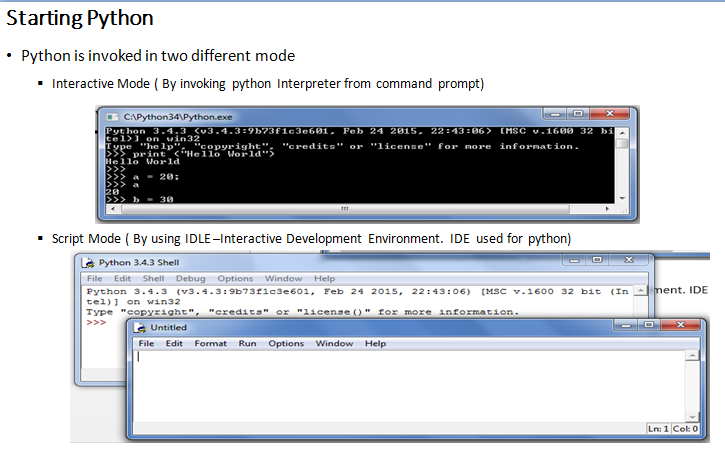 Starting Python
• Python is invoked in two different mode
▪ Interactive Mode ( By invoking python Interpreter from command prompt)
C:\Python34\Python.exe
Python 3.4.3 (v3.4.3:9b73f1c3e601, Feb 24 2015, 22:43:06) [MSC v.1600 32 bi
tel)] on win32
Type "help", "copyright", "credits" or "license" for more information.
>>> print ("Hello World")
Hello World
>>>
>>> a = 20;
>>> a
20
>>> b = 30
▪ Script Mode ( By using IDLE –Interactive Development Environment. IDE used for python)
Python 3.4.3 Shell
File Edit Shell Debug Options Window Help
Python 3.4.3 (v3.4.3:9b73f1c3e601, Feb 24 2015, 22:43:06) [MSC v.1600 32 bit (In
tel)] on win32
Type "copyright", "credits" or "license()" for more information.
>>>
ment. IDE
Untitled
File Edit Format Run Options Window Help
Ln: 1 Col: 0